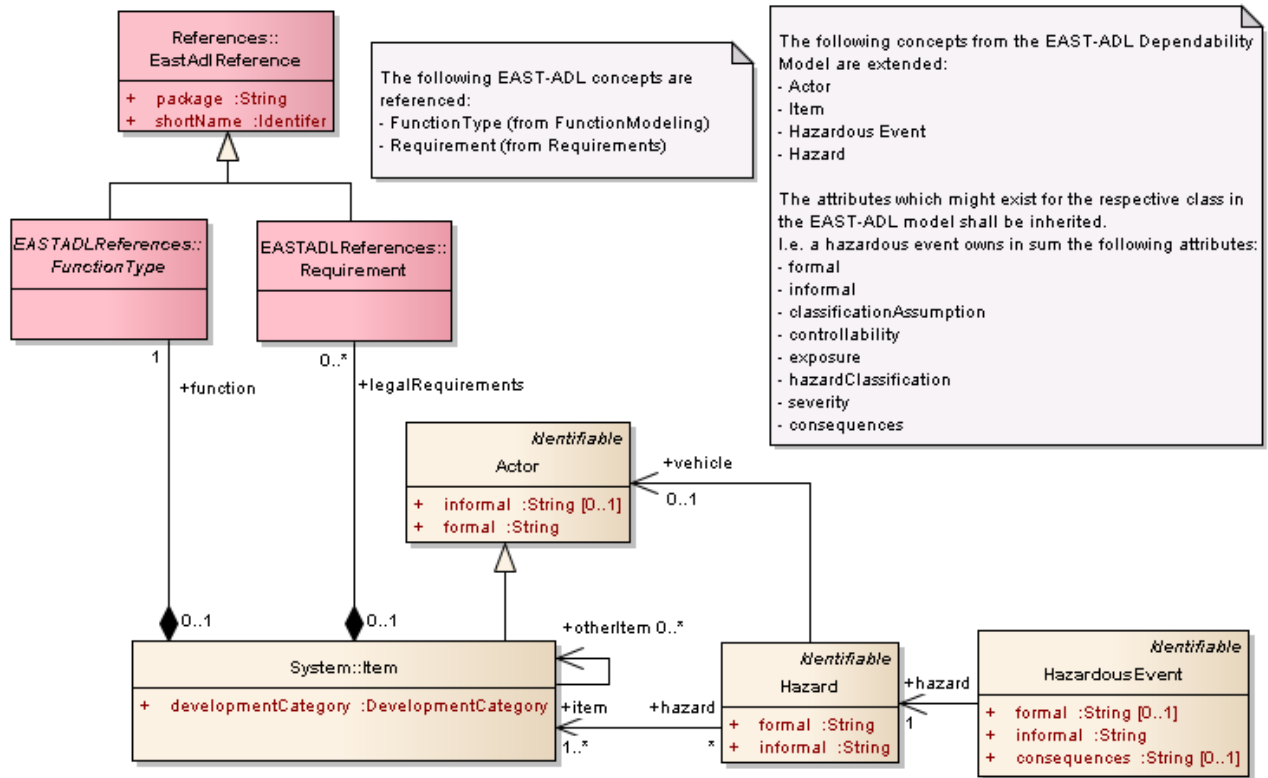 References::
EastAdlReference
+ package :String
+ shortName :Identifer
The following EAST-ADL concepts are
referenced:
- FunctionType (from FunctionModeling)
- Requirement (from Requirements)
The following concepts from the EAST-ADL Dependability
Model are extended:
- Actor
- Item
- Hazardous Event
- Hazard
The attributes which might exist for the respective class in
the EAST-ADL model shall be inherited.
I.e. a hazardous event owns in sum the following attributes:
- formal
- informal
- classificationAssumption
- controllability
- exposure
- hazardClassification
- severity
- consequences
EASTADLReferences::
FunctionType
EASTADLReferences::
Requirement
1
+function
0..*
+legalRequirements
Identifiable
Actor
+ informal :String [0..1]
+ formal :String
+vehicle
0..1
0..1
0..1
System::Item
+ developmentCategory :DevelopmentCategory
+otherItem 0..*
+item
1..*
+hazard
*
Identifiable
Hazard
+ formal :String
+ informal :String
+hazard
1
Identifiable
HazardousEvent
+ formal :String [0..1]
+ informal :String
+ consequences :String [0..1]